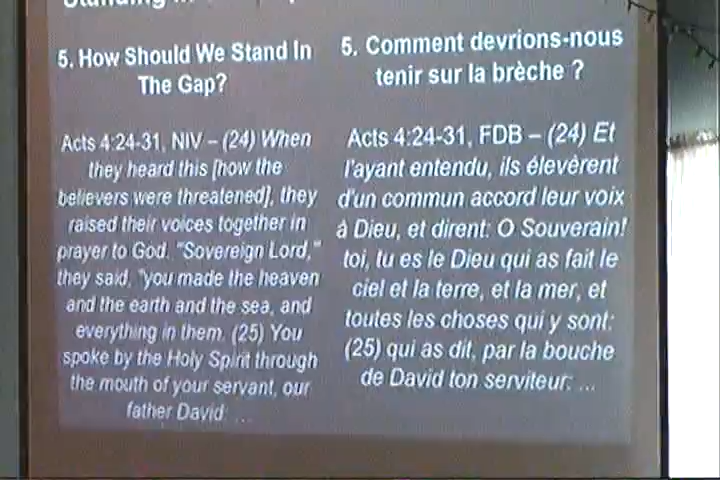 Standing in
5. How Should We Stand In
The Gap?
Acts 4:24-31, NIV – (24) When
they heard this [how the
believers were threatened], they
raised their voices together in
prayer to God. "Sovereign Lord,"
they said, "you made the heaven
and the earth and the sea, and
everything in them. (25) You
spoke by the Holy Spirit through
the mouth of your servant, our
father David: ...
5. Comment devrions-nous
tenir sur la brèche ?
Acts 4:24-31, FDB – (24) Et
l'ayant entendu, ils élevèrent
d'un commun accord leur voix
à Dieu, et dirent: O Souverain!
toi, tu es le Dieu qui as fait le
ciel et la terre, et la mer, et
toutes les choses qui y sont:
(25) qui as dit, par la bouche
de David ton serviteur: ...